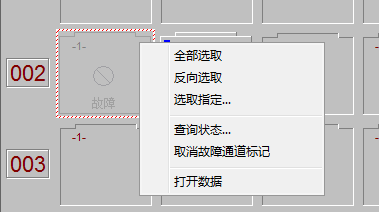 002
-1-
故障
全部选取
反向选取
选取指定...
查询状态...
取消故障通道标记
打开数据
003
-1-
-1-